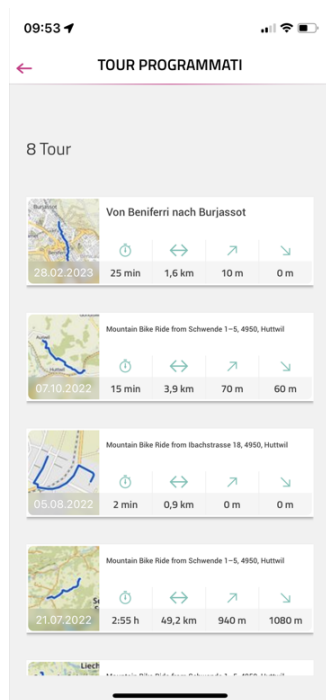 09:53
TOUR PROGRAMMATI
8 Tour
Burjassot
Von Beniferri nach Burjassot
28.02.2023
25 min 1,6 km 10 m 0 m
Mountain Bike Ride from Schwende 1–5, 4950, Huttwil
Huttwil
07.10.2022
15 min 3,9 km 70 m 60 m
Mountain Bike Ride from Ibachstrasse 18, 4950, Huttwil
05.08.2022
2 min 0,9 km 0 m 0 m
Mountain Bike Ride from Schwende 1–5, 4950, Huttwil
21.07.2022
2:55 h 49,2 km 940 m 1080 m
Liech